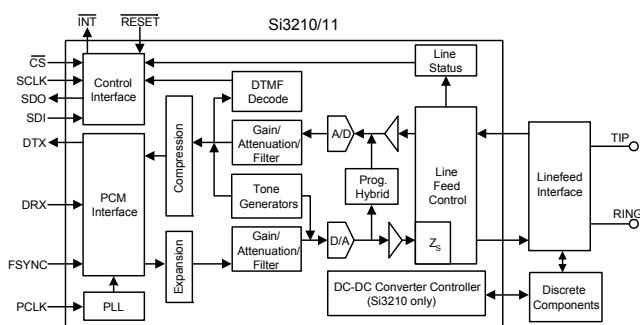 Si3210/11
INT
RESET
CS
SCLK
SDO
SDI
DTX
DRX
FSYNC
PCLK
Control
Interface
PCM
Interface
PLL
Compression
Expansion
DTMF
Decode
Gain/
Attenuation/
Filter
Tone
Generators
Gain/
Attenuation/
Filter
A/D
Prog.
Hybrid
D/A
Line
Status
Line
Feed
Control
ZS
DC-DC Converter Controller
(Si3210 only)
Linefeed
Interface
Discrete
Components
TIP
RING